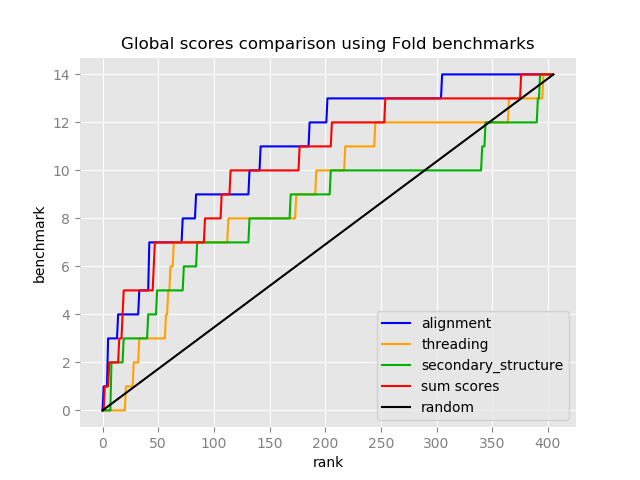 Global scores comparison using Fold benchmarks
14
12
10
8
6
4
2
0
benchmark
alignment
threading
secondary_structure
sum scores
random
0 50 100 150 200 250 300 350 400
rank